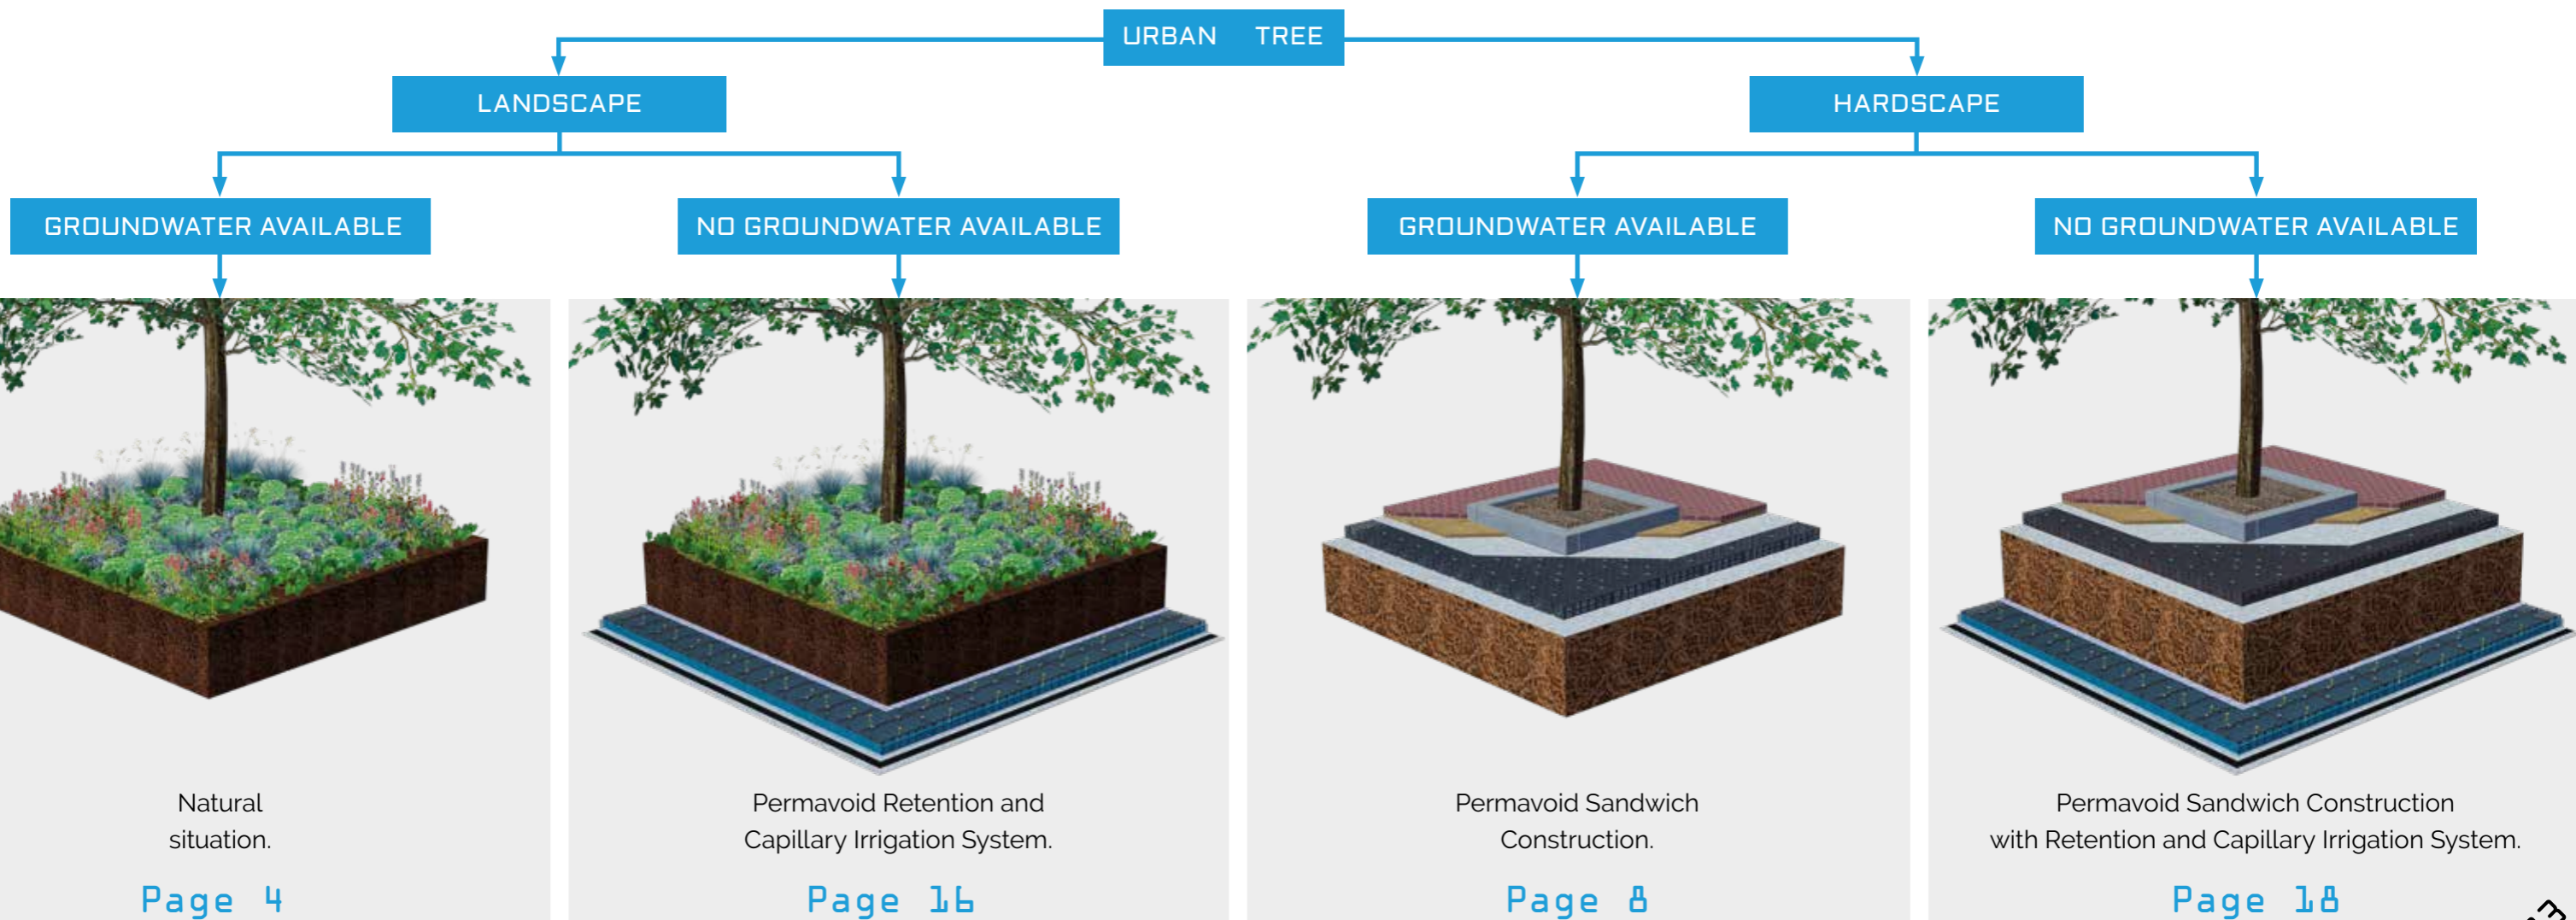 URBAN TREE
LANDSCAPE
HARDSCAPE
GROUNDWATER AVAILABLE
NO GROUNDWATER AVAILABLE
GROUNDWATER AVAILABLE
NO GROUNDWATER AVAILABLE
Natural
situation.
Page 4
Permavoid Retention and
Capillary Irrigation System.
Page 16
Permavoid Sandwich
Construction.
Page 8
Permavoid Sandwich Construction
with Retention and Capillary Irrigation System.
Page 18